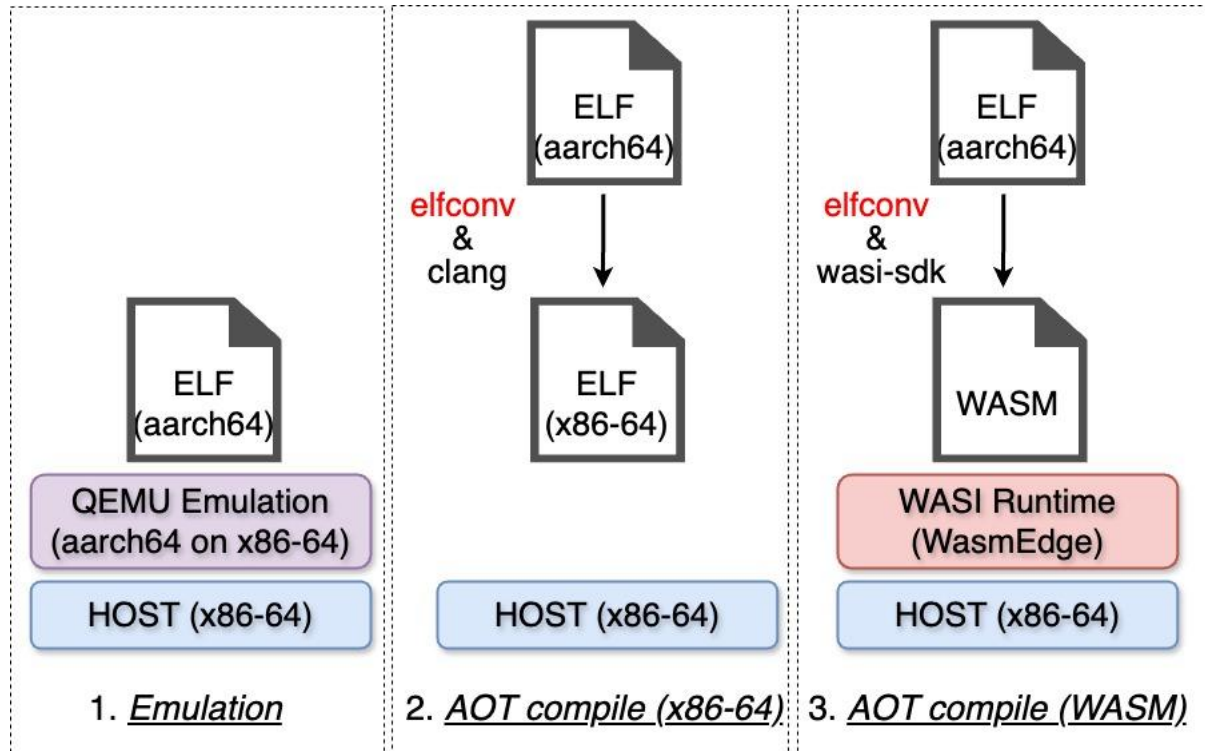 ELF
(aarch64)
QEMU Emulation
(aarch64 on x86-64)
HOST (x86-64)
1. Emulation
ELF
(aarch64)
elfconv
&
clang
ELF
(x86-64)
HOST (x86-64)
2. AOT compile (x86-64)
ELF
(aarch64)
elfconv
&
wasi-sdk
WASM
WASI Runtime
(WasmEdge)
HOST (x86-64)
3. AOT compile (WASM)